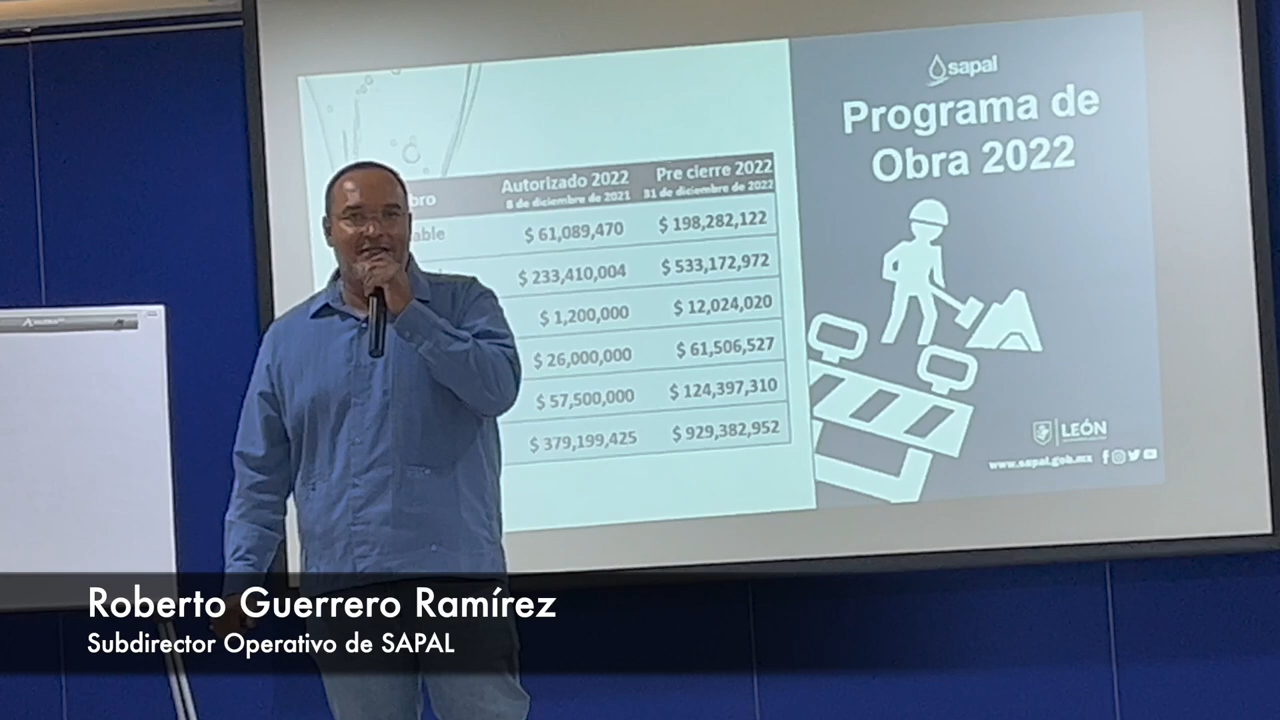 sapal
Programa de
Obra 2022
Autorizado 2022 Pre cierre 2022
8 de diciembre de 2021 31 de diciembre de 2022
$ 61,089,470 $ 198,282,122
$ 233,410,004 $ 533,172,972
$ 1,200,000 $ 12,024,020
$ 26,000,000 $ 61,506,527
$ 57,500,000 $ 124,397,310
$ 379,199,425 $ 929,382,952
LEÓN
www.sapal.gob.mx
Roberto Guerrero Ramírez
Subdirector Operativo de SAPAL